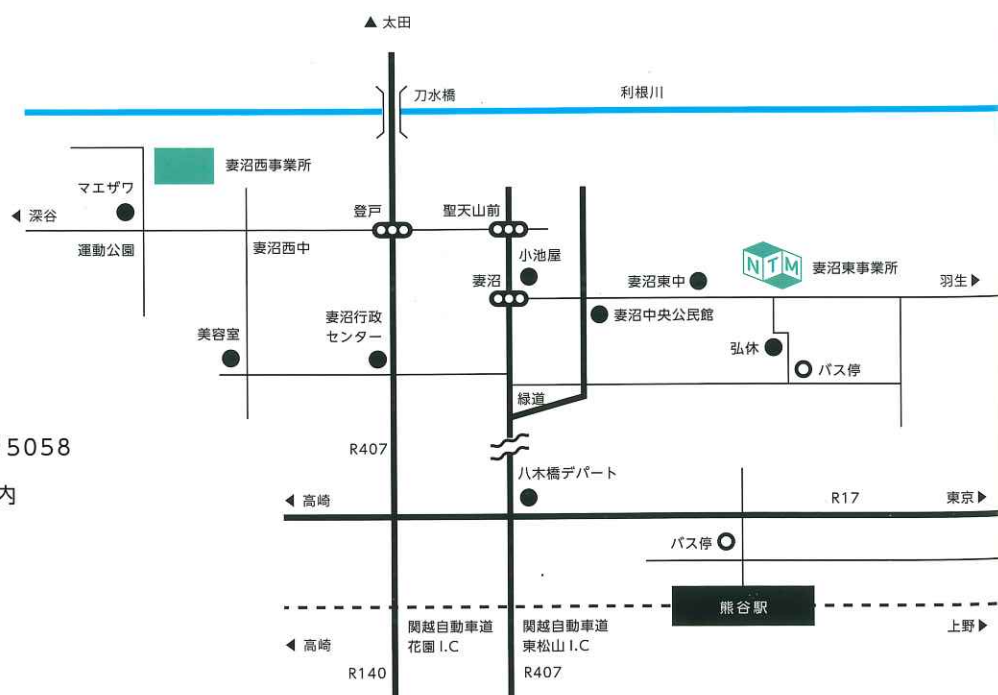 ▲ 太田
刀水橋
利根川
妻沼西事業所
マエザワ
◀ 深谷
登戸
聖天山前
運動公園
妻沼西中
小池屋
NTM
妻沼東事業所
妻沼
妻沼東中
羽生▶
妻沼行政
センター
妻沼中央公民館
美容室
弘休
バス停
緑道
5058
R407
内
八木橋デパート
◀ 高崎
R17
東京▶
バス停
熊谷駅
関越自動車道
花園 I.C
関越自動車道
東松山 I.C
上野▶
◀ 高崎
R140
R407